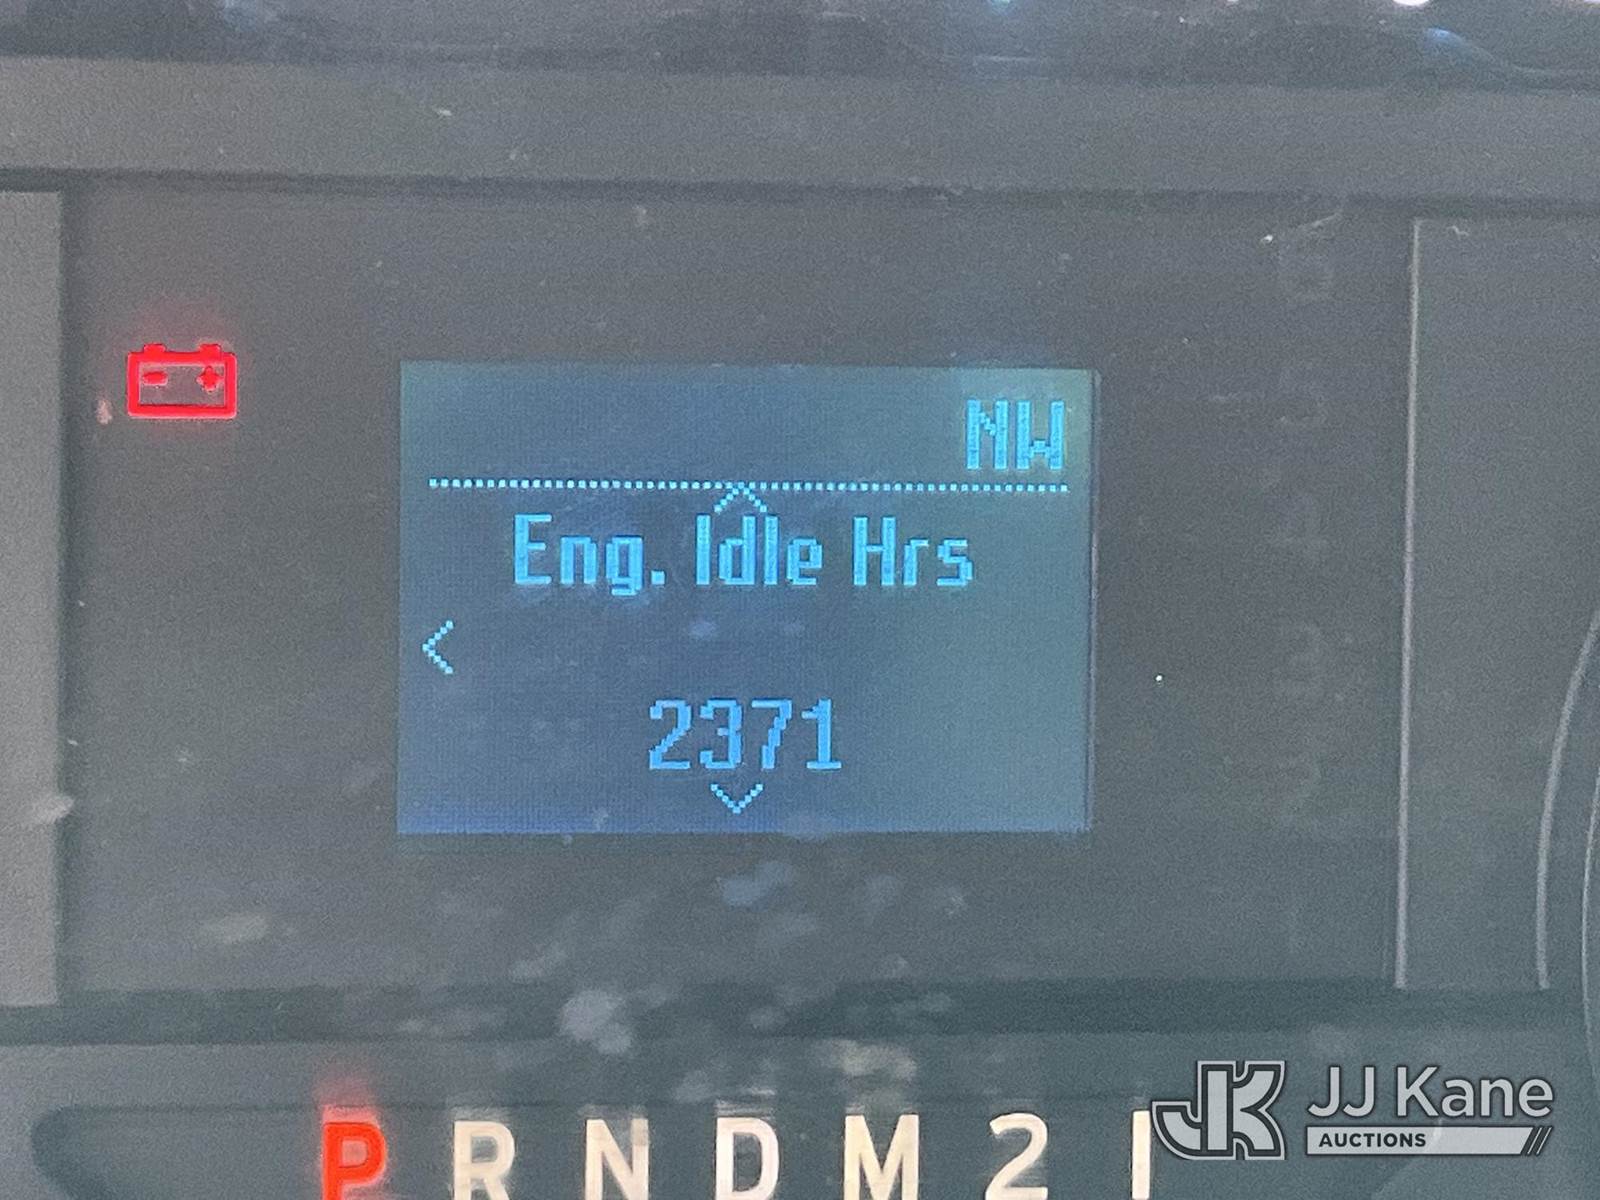 NW
Eng. Idle Hrs
2371
P R N D M 2 1
JJ Kane
AUCTIONS